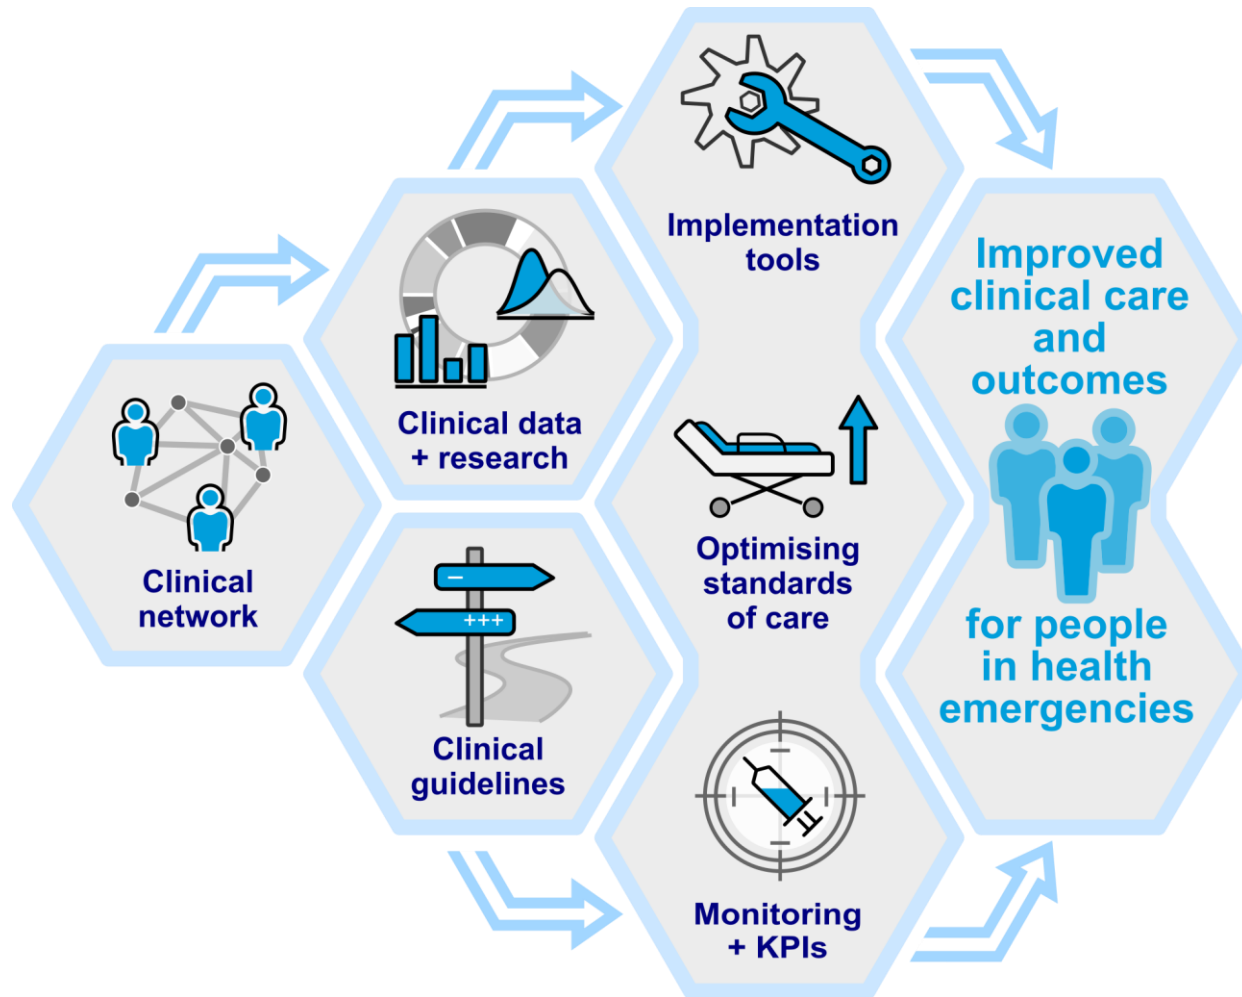 Clinical
network
Clinical data
+ research
−
+++
Clinical
guidelines
Implementation
tools
Optimising
standards
of care
Monitoring
+ KPIs
Improved
clinical care
and
outcomes
for people
in health
emergencies